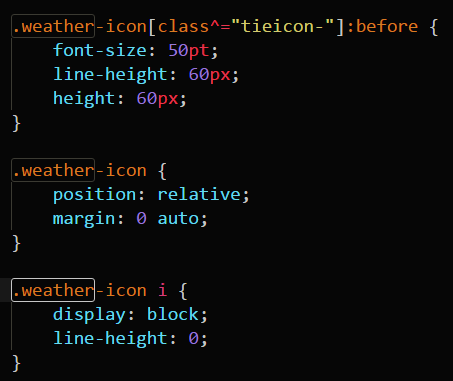 .weather-icon[class^="tieicon-"]:before {
    font-size: 50pt;
    line-height: 60px;
    height: 60px;
}

.weather-icon {
    position: relative;
    margin: 0 auto;
}

.weather-icon i {
    display: block;
    line-height: 0;
}